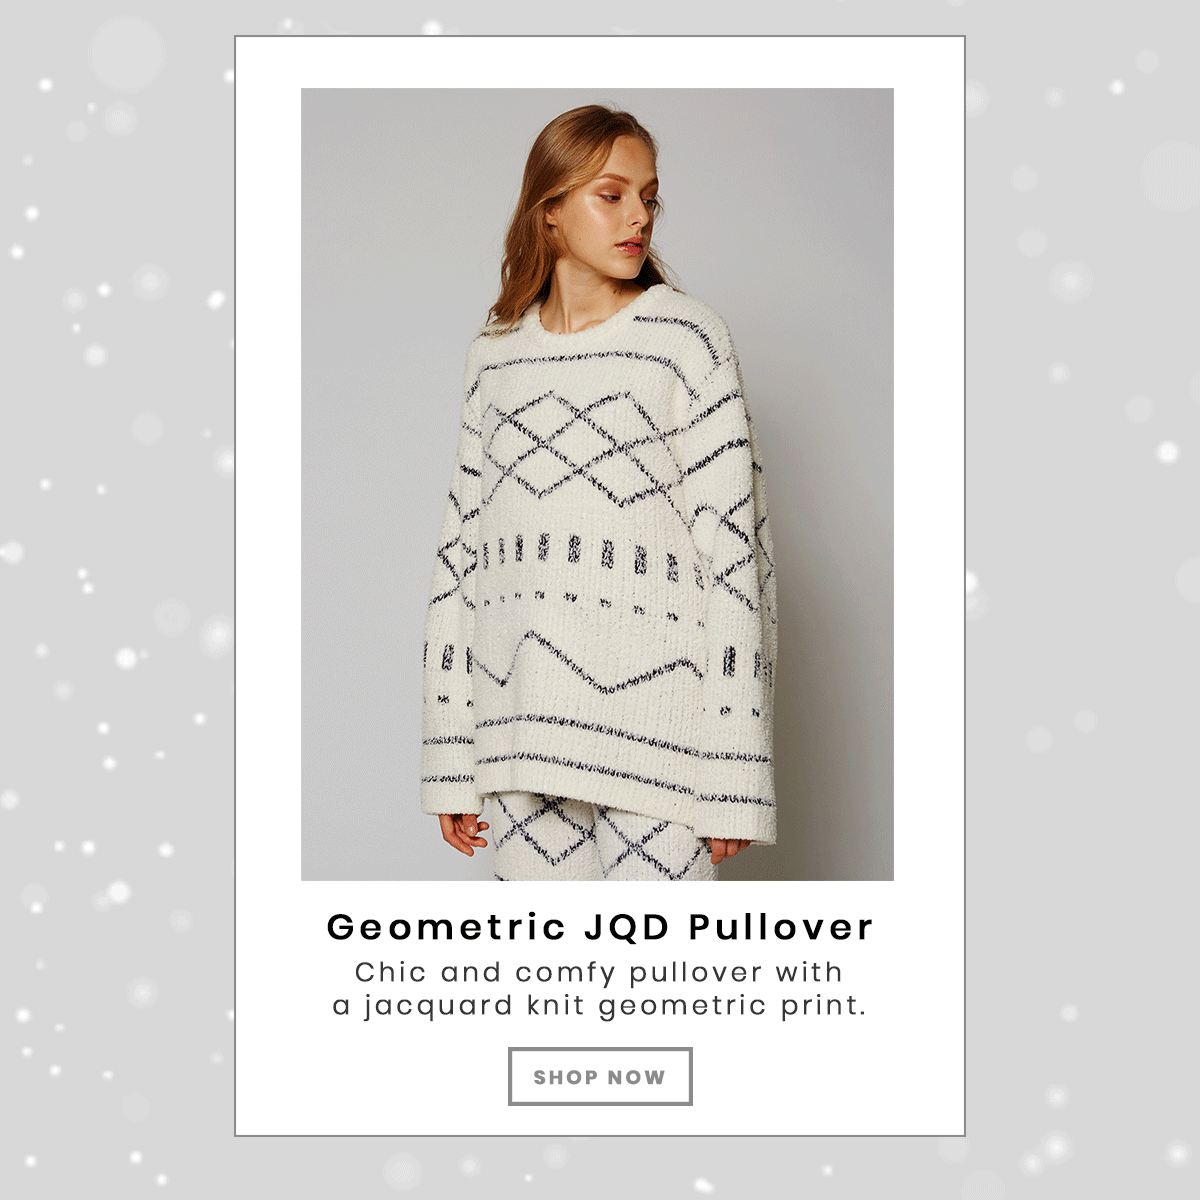 Geometric JQD Pullover
Chic and comfy pullover with
a jacquard knit geometric print.
SHOP NOW